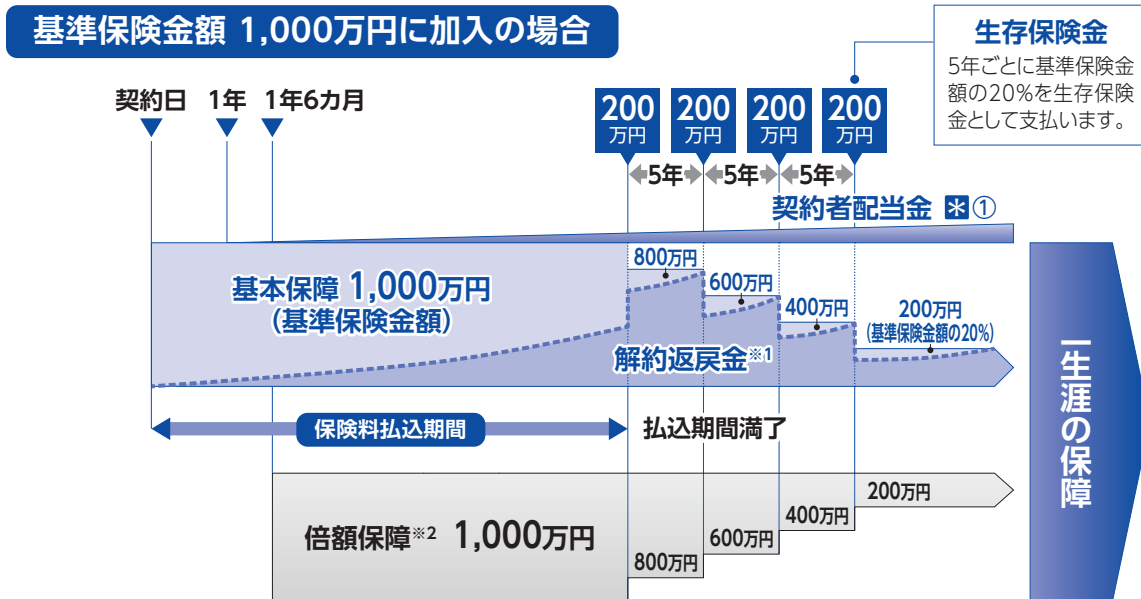 基準保険金額 1,000万円に加入の場合
生存保険金
5年ごとに基準保険金
額の20%を生存保険
金として支払います。
契約日 1年 1年6カ月
200
万円
200
万円
200
万円
200
万円
5年 5年 5年
契約者配当金 *①
800万円
600万円
400万円
200万円
(基準保険金額の20%)
基本保障 1,000万円
(基準保険金額)
解約返戻金※1
保険料払込期間
払込期間満了
倍額保障※2 1,000万円
800万円
600万円
400万円
200万円
一生涯の保障